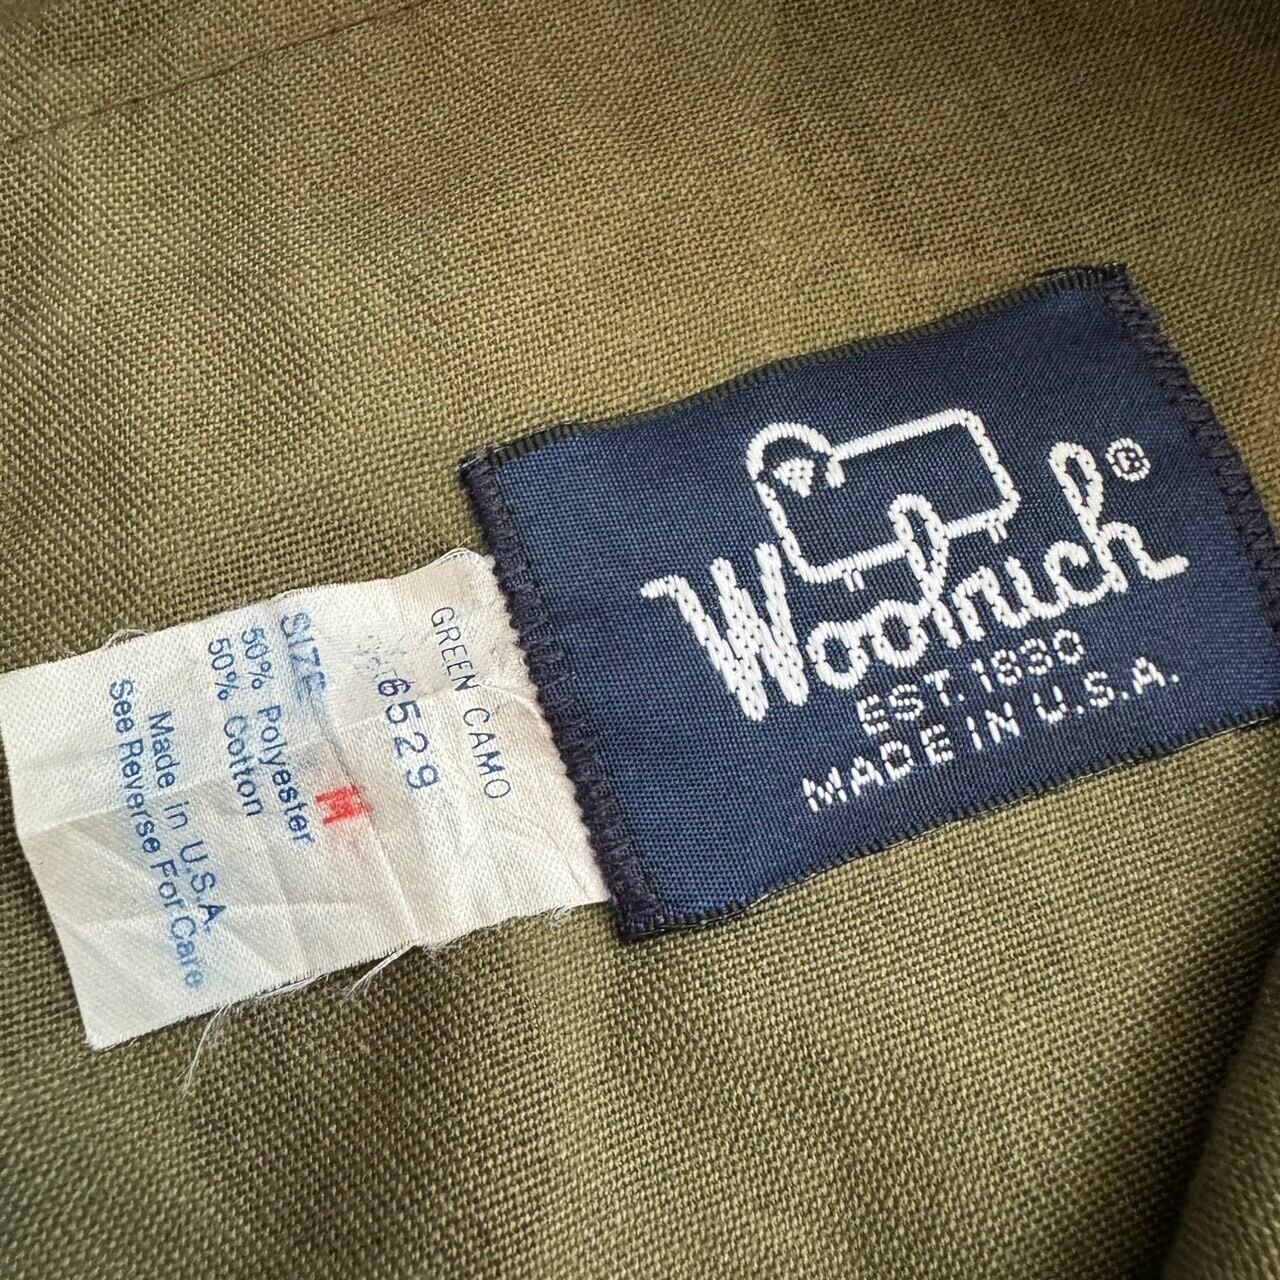 Woolrich®
EST. 1830
MADE IN U.S.A.
GREEN CAMO
6529
SIZE M
50% Polyester
50% Cotton
Made in U.S.A.
See Reverse For Care